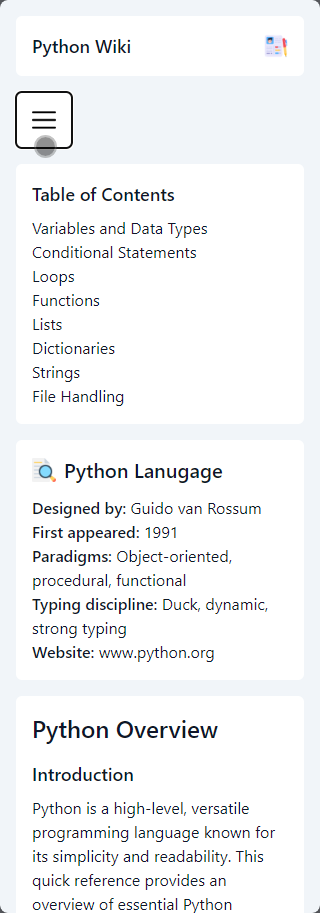 Python Wiki
Table of Contents
Variables and Data Types
Conditional Statements
Loops
Functions
Lists
Dictionaries
Strings
File Handling
Python Lanugage
Designed by: Guido van Rossum
First appeared: 1991
Paradigms: Object-oriented,
procedural, functional
Typing discipline: Duck, dynamic,
strong typing
Website: www.python.org
Python Overview
Introduction
Python is a high-level, versatile
programming language known for
its simplicity and readability. This
quick reference provides an
overview of essential Python